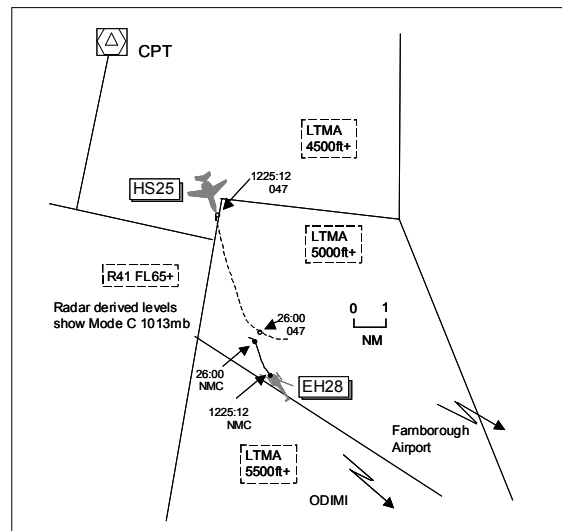 CPT
LTMA
4500ft+
HS25
1225:12
047
LTMA
5000ft+
R41 FL65+
Radar derived levels
show Mode C 1013mb
0 1
NM
26:00
047
26:00
NMC
EH28
1225:12
NMC
Farnborough
Airport
LTMA
5500ft+
ODIMI